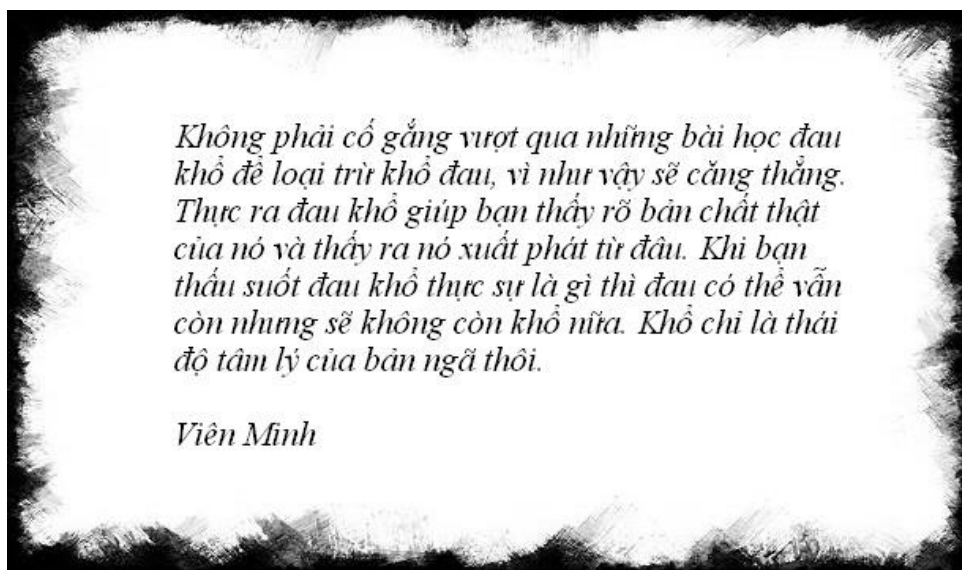 Không phải cố gắng vượt qua những bài học đau
khổ để loại trừ khổ đau, vì như vậy sẽ căng thẳng.
Thực ra đau khổ giúp bạn thấy rõ bản chất thật
của nó và thấy ra nó xuất phát từ đâu. Khi bạn
thấu suốt đau khổ thực sự là gì thì đau có thể vẫn
còn nhưng sẽ không còn khổ nữa. Khổ chỉ là thái
độ tâm lý của bản ngã thôi.
Viên Minh